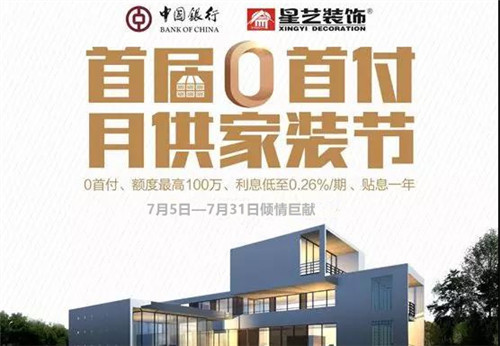 中国银行
BANK OF CHINA
星艺装饰®
XINGYI DECORATION
首届0首付
月供家装节
0首付、额度最高100万、利息低至0.26%/期、贴息一年
7月5日—7月31日倾情巨献